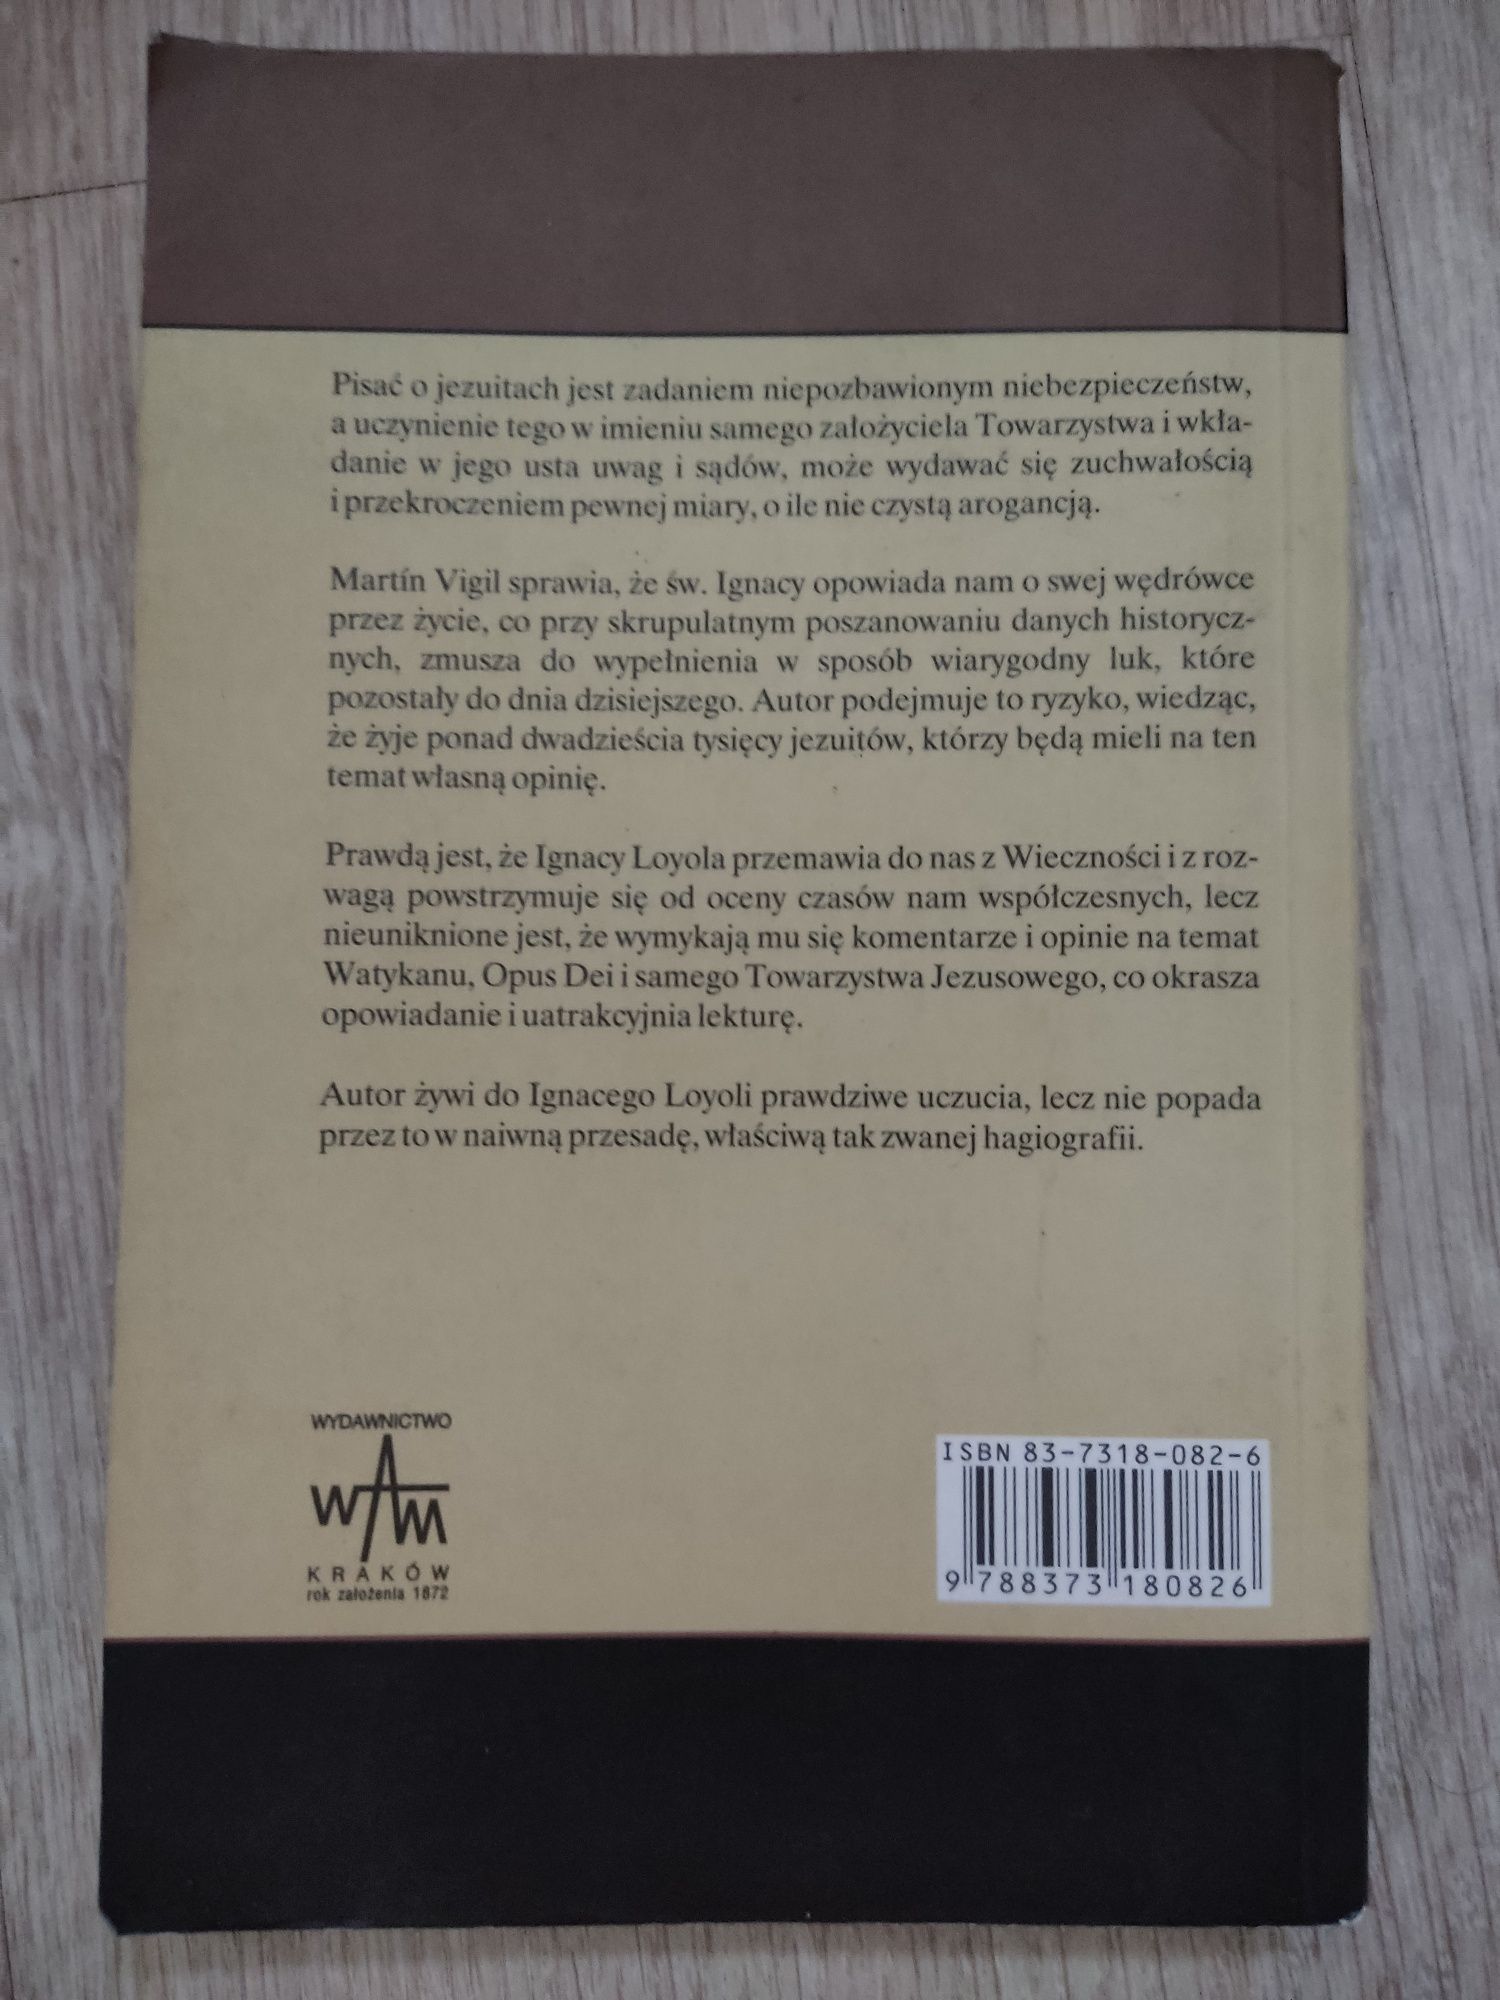 Pisać o jezuitach jest zadaniem niepozbawionym niebezpieczeństw,
a uczynienie tego w imieniu samego założyciela Towarzystwa i wkła-
danie w jego usta uwag i sądów, może wydawać się zuchwałością
i przekroczeniem pewnej miary, o ile nie czystą arogancją.
Martín Vigil sprawia, że św. Ignacy opowiada nam o swej wędrówce
przez życie, co przy skrupulatnym poszanowaniu danych historycz-
nych, zmusza do wypełnienia w sposób wiarygodny luk, które
pozostały do dnia dzisiejszego. Autor podejmuje to ryzyko, wiedząc,
że żyje ponad dwadzieścia tysięcy jezuitów, którzy będą mieli na ten
temat własną opinię.
Prawdą jest, że Ignacy Loyola przemawia do nas z Wieczności i z roz-
wagą powstrzymuje się od oceny czasów nam współczesnych, lecz
nieuniknione jest, że wymykają mu się komentarze i opinie na temat
Watykanu, Opus Dei i samego Towarzystwa Jezusowego, co okrasza
opowiadanie i uatrakcyjnia lekturę.
Autor żywi do Ignacego Loyoli prawdziwe uczucia, lecz nie popada
przez to w naiwną przesadę, właściwą tak zwanej hagiografii.
WYDAWNICTWO
WAM
KRAKÓW
rok założenia 1872
ISBN 83-7318-082-6
9 788373 180826